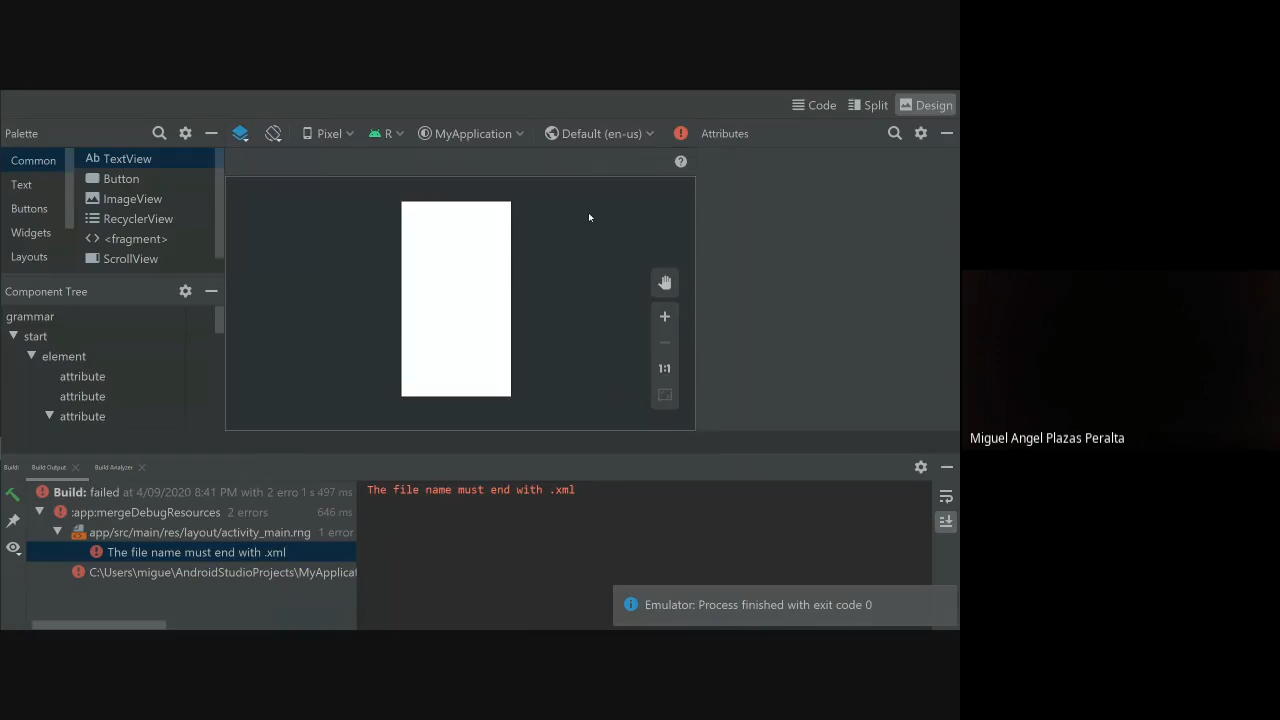 Code Split Design
Palette Pixel R MyApplication Default (en-us) Attributes
Common
Text
Buttons
Widgets
Layouts
Ab TextView
Button
ImageView
RecyclerView
<fragment>
ScrollView
?
Component Tree
grammar
start
element
attribute
attribute
attribute
+
1:1
Miguel Angel Plazas Peralta
Build: Build Output Build Analyzer
Build: failed at 4/09/2020 8:41 PM with 2 erro 1 s 497 ms
:app:mergeDebugResources 2 errors 646 ms
app/src/main/res/layout/activity_main.rng 1 error
The file name must end with .xml
C:\Users\migue\AndroidStudioProjects\MyApplicat
The file name must end with .xml
Emulator: Process finished with exit code 0